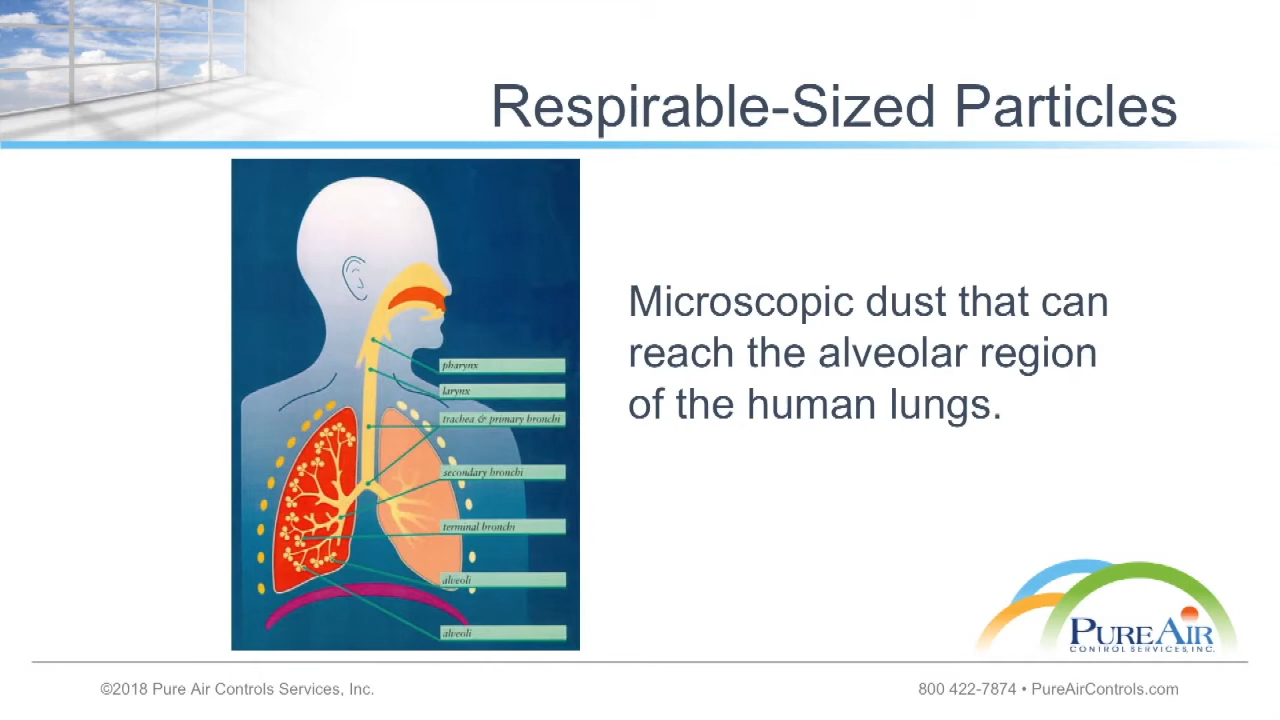 Respirable-Sized Particles
pharynx
larynx
trachea & primary bronchi
secondary bronchi
terminal bronchi
alveoli
alveoli
Microscopic dust that can
reach the alveolar region
of the human lungs.
PUREAIR
CONTROL SERVICES, INC.
©2018 Pure Air Controls Services, Inc.
800 422-7874 • PureAirControls.com